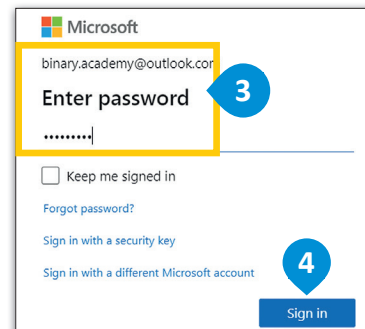 Microsoft
binary.academy@outlook.com
Enter password
3
Keep me signed in
Forgot password?
Sign in with a security key
4
Sign in with a different Microsoft account
Sign in